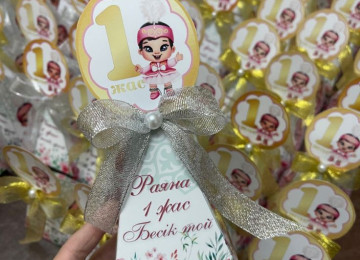 1
жас
Раяна
1 жас
Бесік той